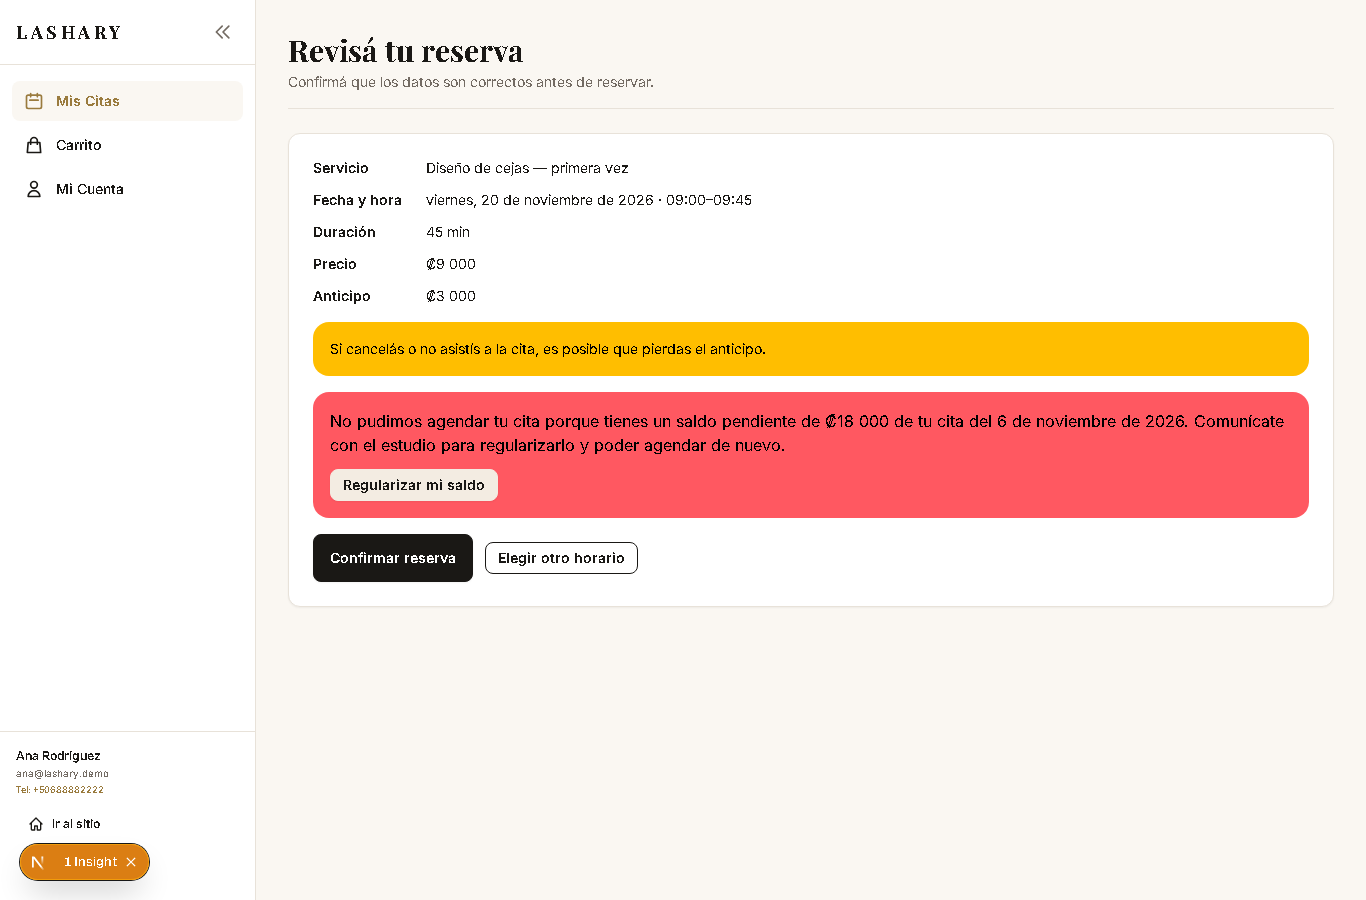 LASHARY
Mis Citas
Carrito
Mi Cuenta
Ana Rodríguez
ana@lashary.demo
Tel: +50688882222
Ir al sitio
1 Insight
Revisá tu reserva
Confirmá que los datos son correctos antes de reservar.
Servicio Diseño de cejas — primera vez
Fecha y hora viernes, 20 de noviembre de 2026 · 09:00–09:45
Duración 45 min
Precio ₡9 000
Anticipo ₡3 000
Si cancelás o no asistís a la cita, es posible que pierdas el anticipo.
No pudimos agendar tu cita porque tienes un saldo pendiente de ₡18 000 de tu cita del 6 de noviembre de 2026. Comunícate
con el estudio para regularizarlo y poder agendar de nuevo.
Regularizar mi saldo
Confirmar reserva
Elegir otro horario